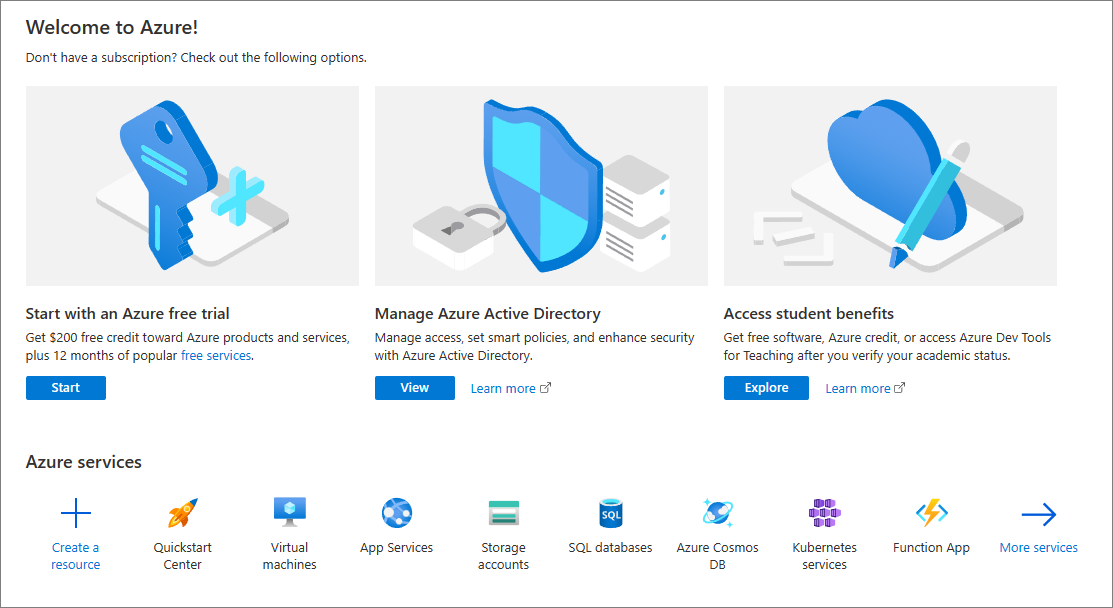 Welcome to Azure!
Don't have a subscription? Check out the following options.
Start with an Azure free trial
Get $200 free credit toward Azure products and services,
plus 12 months of popular free services.
Start
Manage Azure Active Directory
Manage access, set smart policies, and enhance security
with Azure Active Directory.
View
Learn more
Access student benefits
Get free software, Azure credit, or access Azure Dev Tools
for Teaching after you verify your academic status.
Explore
Learn more
Azure services
Create a
resource
Quickstart
Center
Virtual
machines
App Services
Storage
accounts
SQL
SQL databases
Azure Cosmos
DB
Kubernetes
services
Function App
More services